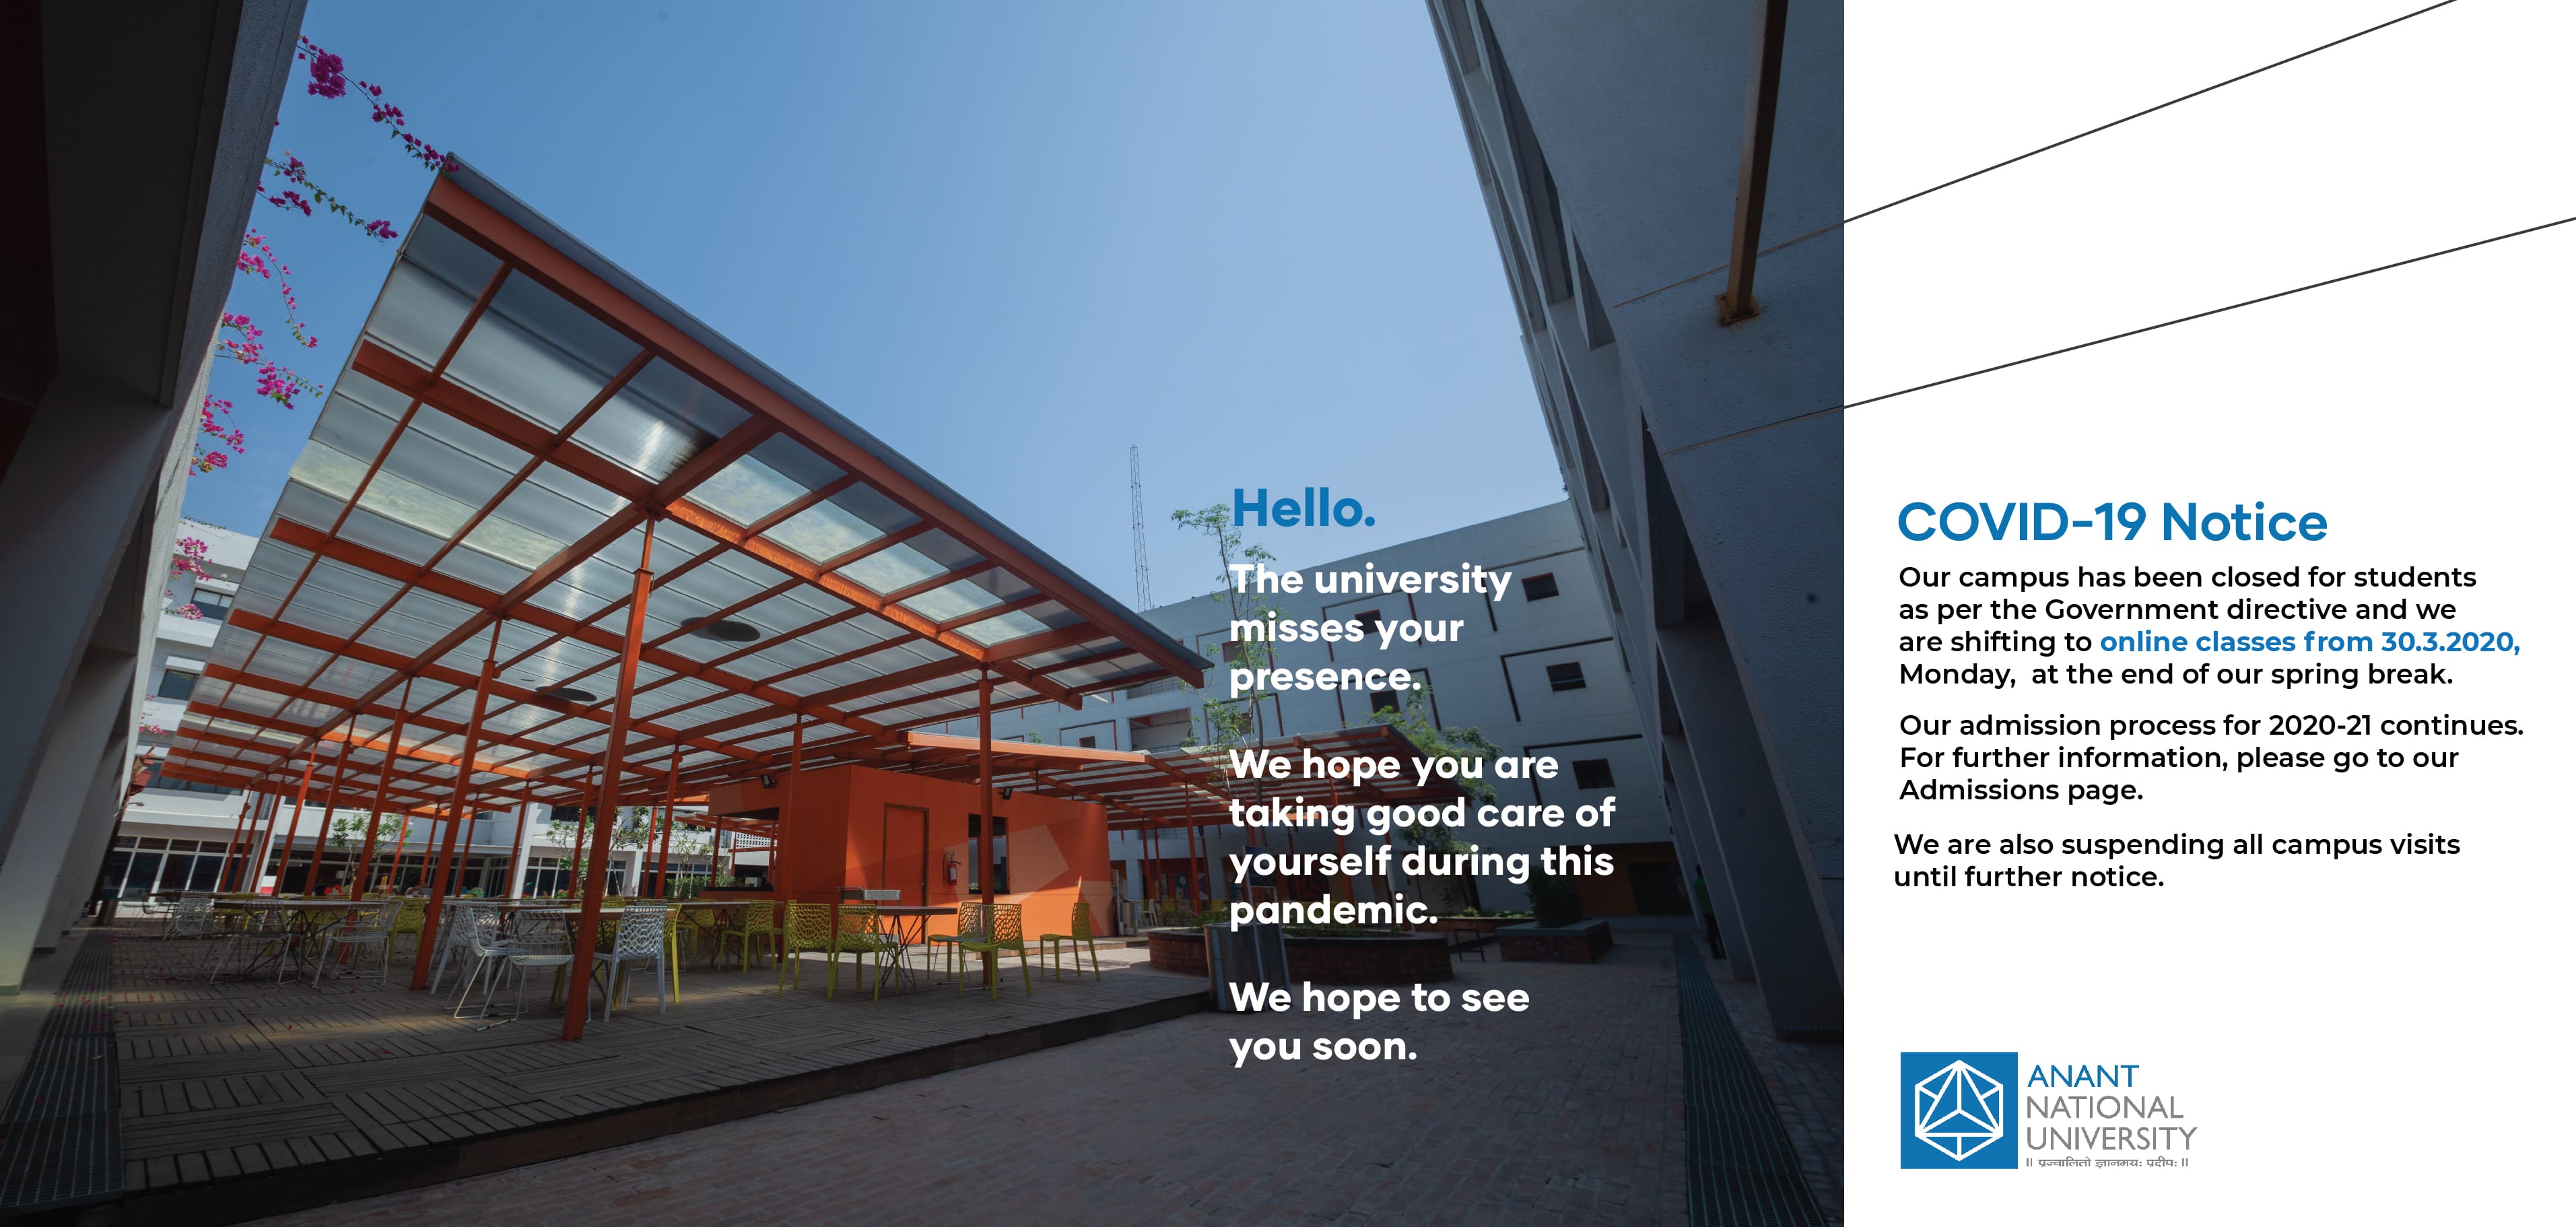 Hello.
The university
misses your
presence.
We hope you are
taking good care of
yourself during this
pandemic.
We hope to see
you soon.
COVID-19 Notice
Our campus has been closed for students
as per the Government directive and we
are shifting to online classes from 30.3.2020,
Monday, at the end of our spring break.
Our admission process for 2020-21 continues.
For further information, please go to our
Admissions page.
We are also suspending all campus visits
until further notice.
ANANT
NATIONAL
UNIVERSITY
॥ प्रज्वालितो ज्ञानमयः प्रदीपः ॥